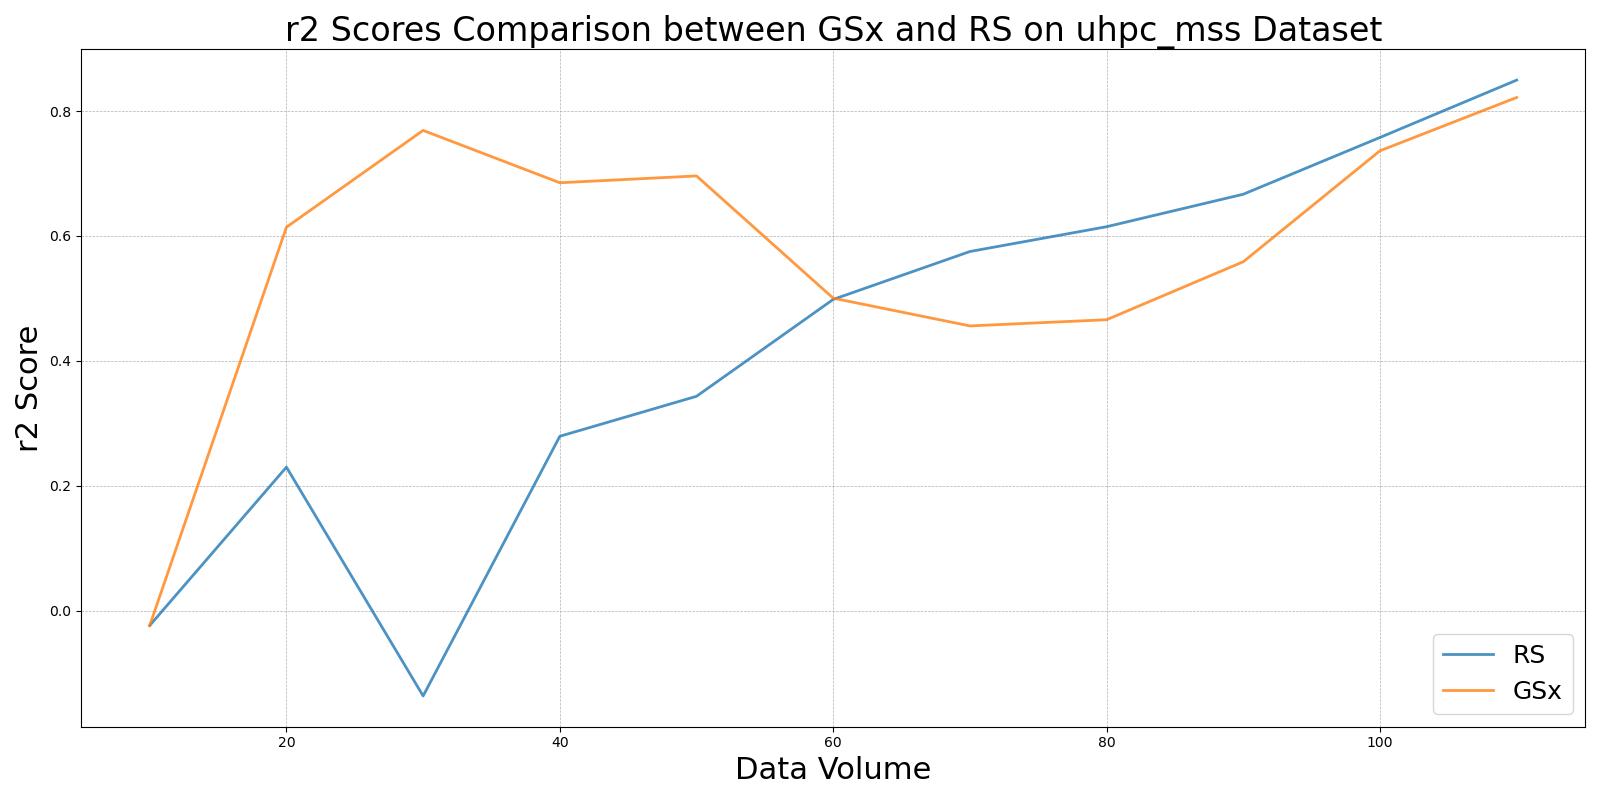 r2 Scores Comparison between GSx and RS on uhpc_mss Dataset
r2 Score
0.8
0.6
0.4
0.2
0.0
20
40
60
80
100
Data Volume
RS
GSx